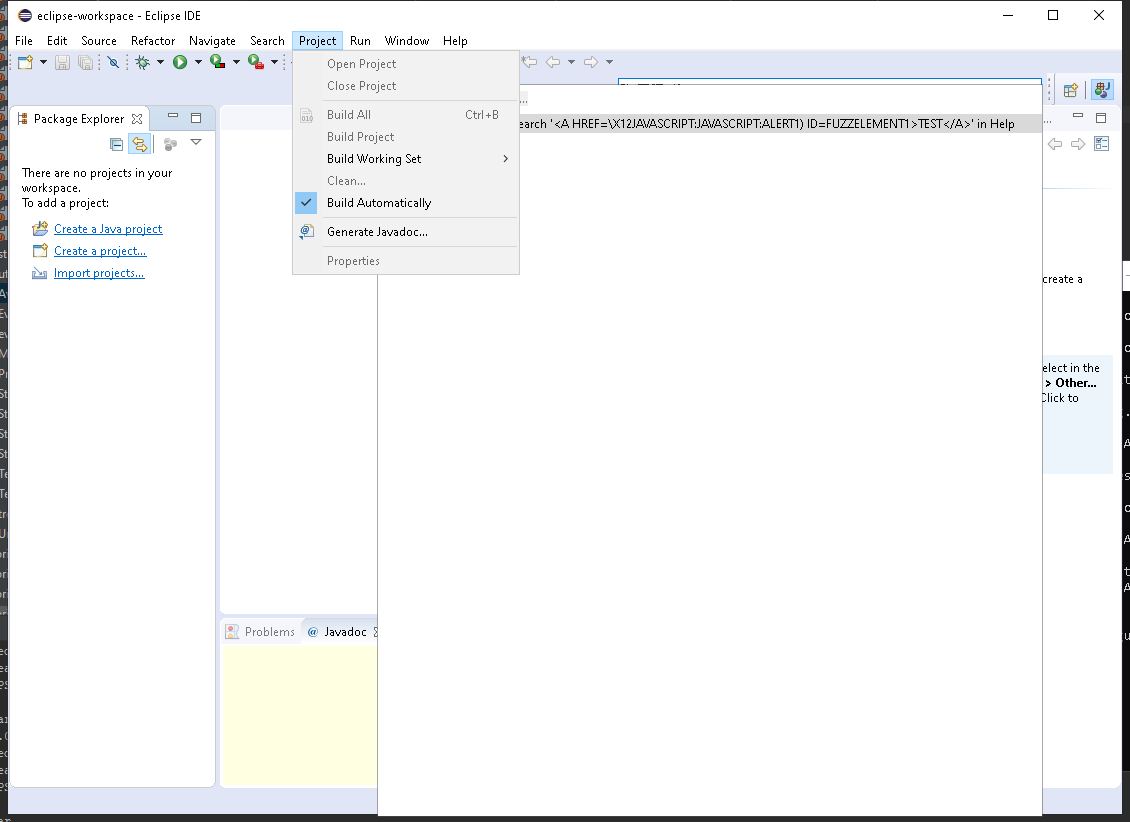 eclipse-workspace - Eclipse IDE
File Edit Source Refactor Navigate Search Project Run Window Help
Open Project
Close Project
Build All Ctrl+B
Build Project
Build Working Set
Clean...
Build Automatically
Generate Javadoc...
Properties
Package Explorer
There are no projects in your
workspace.
To add a project:
Create a Java project
Create a project...
Import projects...
...
earch '<A HREF=\X12JAVASCRIPT:JAVASCRIPT:ALERT1) ID=FUZZELEMENT1>TEST</A>' in Help
create a
elect in the
> Other...
Click to
Problems @ Javadoc